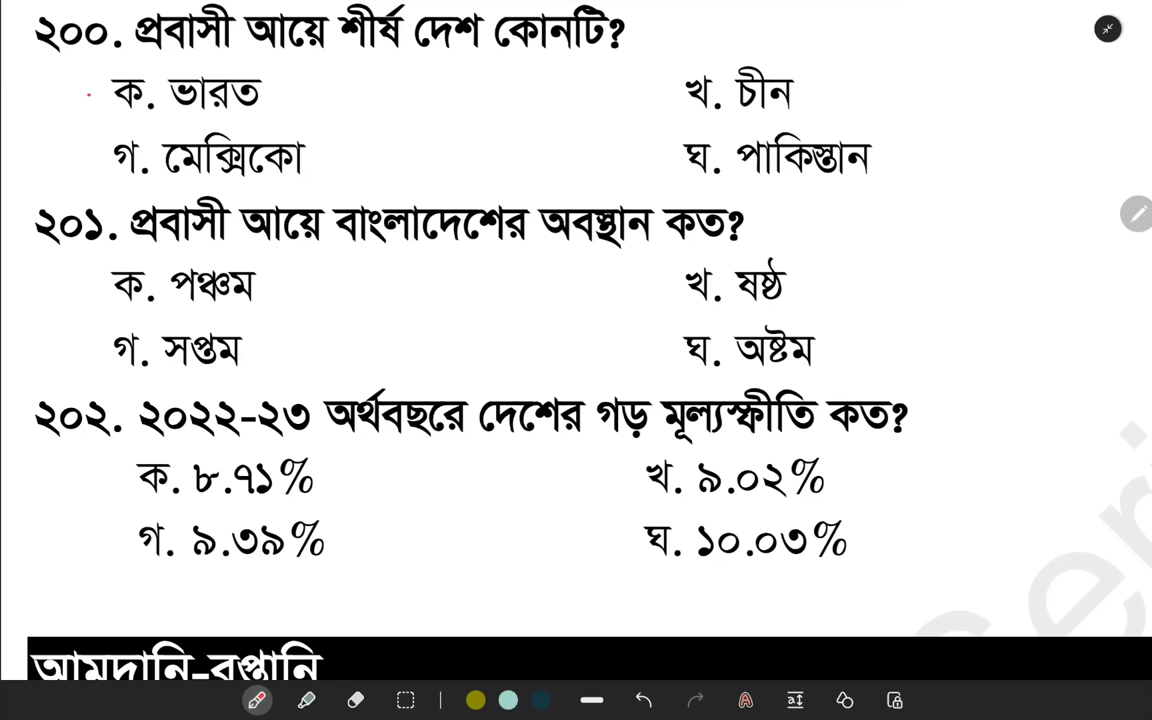 ২০০. প্রবাসী আয়ে শীর্ষ দেশ কোনটি?
ক. ভারত খ. চীন
গ. মেক্সিকো ঘ. পাকিস্তান
২০১. প্রবাসী আয়ে বাংলাদেশের অবস্থান কত?
ক. পঞ্চম খ. ষষ্ঠ
গ. সপ্তম ঘ. অষ্টম
২০২. ২০২২-২৩ অর্থবছরে দেশের গড় মূল্যস্ফীতি কত?
ক. ৮.৭১% খ. ৯.০২%
গ. ৯.৩৯% ঘ. ১০.০৩%
আমদানি-রপ্তানি